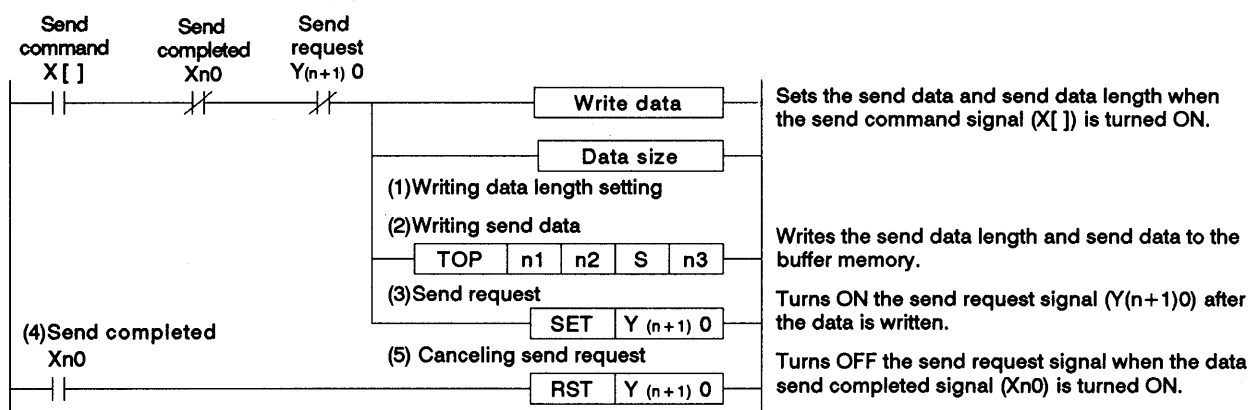 Send
command
X[ ]
Send
completed
Xn0
Send
request
Y(n+1) 0
Write data
Sets the send data and send data length when
the send command signal (X[ ]) is turned ON.
Data size
(1)Writing data length setting
(2)Writing send data
TOP n1 n2 S n3
Writes the send data length and send data to the
buffer memory.
(3)Send request
SET Y (n+1) 0
Turns ON the send request signal (Y(n+1)0) after
the data is written.
(4)Send completed
Xn0
(5) Canceling send request
RST Y (n+1) 0
Turns OFF the send request signal when the data
send completed signal (Xn0) is turned ON.